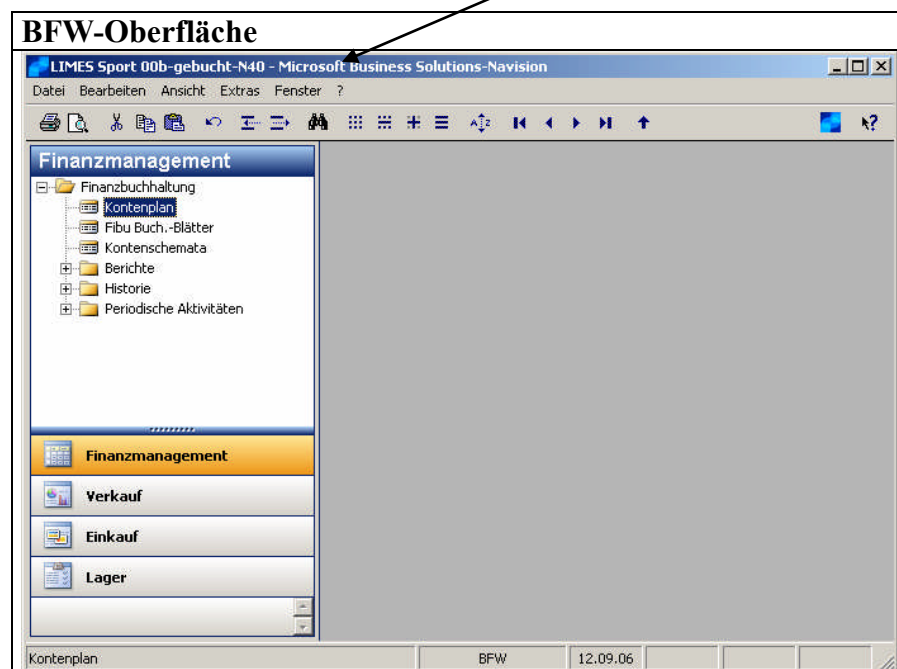 BFW-Oberfläche
LIMES Sport 00b-gebucht-N40 - Microsoft Business Solutions-Navision
Datei Bearbeiten Ansicht Extras Fenster ?
Finanzmanagement
Finanzbuchhaltung
Kontenplan
Fibu Buch.-Blätter
Kontenschemata
Berichte
Historie
Periodische Aktivitäten
Finanzmanagement
Verkauf
Einkauf
Lager
Kontenplan BFW 12.09.06